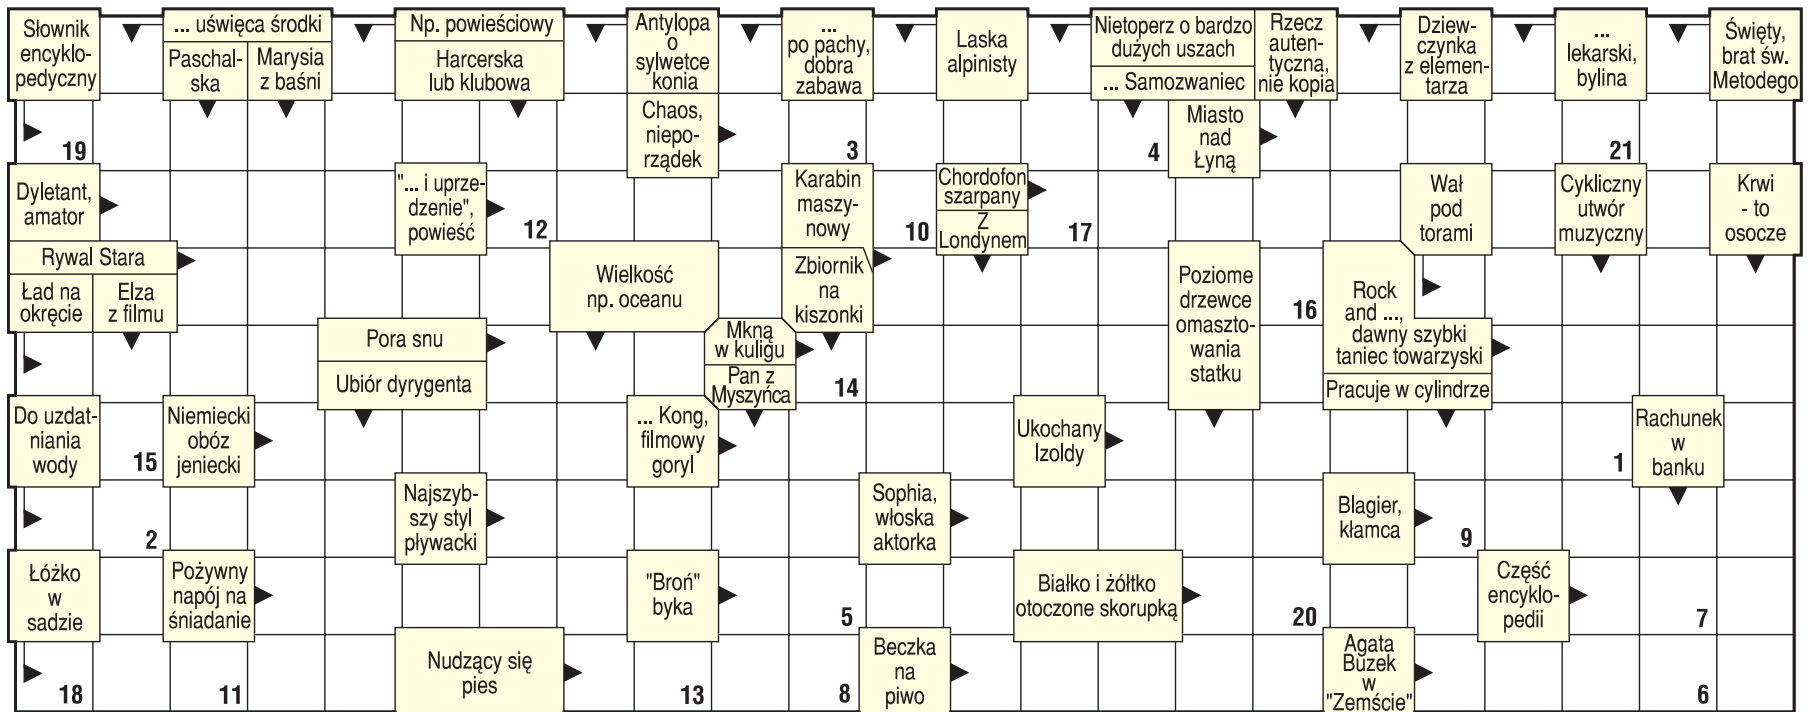 Słownik
encyklo-
pedyczny
... uświęca środki
Paschal-
ska
Marysia
z baśni
Np. powieściowy
Harcerska
lub klubowa
Antylopa
o
sylwetce
konia
...
po pachy,
dobra
zabawa
Laska
alpinisty
Nietoperz o bardzo
dużych uszach
... Samozwaniec
Rzecz
auten-
tyczna,
nie kopia
Dziew-
czynka
z elemen-
tarza
...
lekarski,
bylina
Święty,
brat św.
Metodego
19
Chaos,
niepo-
rządek
3
4
Miasto
nad
Łyną
21
Dyletant,
amator
"... i uprze-
dzenie",
powieść
12
Karabin
maszy-
nowy
10
Chordofon
szarpany
Z
Londynem
17
Wał
pod
torami
Cykliczny
utwór
muzyczny
Krwi
- to
osocze
Rywal Stara
Ład na
okręcie
Elza
z filmu
Wielkość
np. oceanu
Zbiornik
na
kiszonki
Poziome
drzewce
omaszto-
wania
statku
16
Rock
and ...,
dawny szybki
taniec towarzyski
Pracuje w cylindrze
Pora snu
Ubiór dyrygenta
Mkną
w kuligu
Pan z
Myszyńca
14
Do uzdat-
niania
wody
15
Niemiecki
obóz
jeniecki
... Kong,
filmowy
goryl
Ukochany
Izoldy
1
Rachunek
w
banku
2
Najszyb-
szy styl
pływacki
Sophia,
włoska
aktorka
Blagier,
kłamca
9
Łóżko
w
sadzie
Pożywny
napój na
śniadanie
"Broń"
byka
5
Białko i żółtko
otoczone skorupką
20
Część
encyklo-
pedii
7
18
11
Nudzący się
pies
13
8
Beczka
na
piwo
Agata
Buzek
w
"Zemście"
6